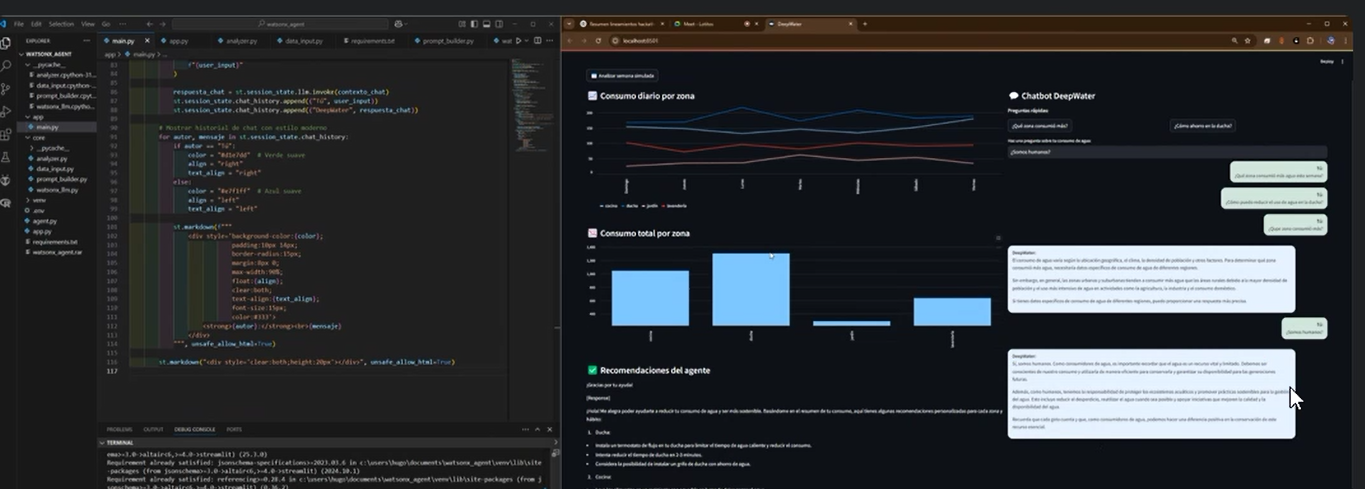 File Edit Selection View Go ...
watsonx_agent
EXPLORER
WATSONX_AGENT
__pycache__
analyzer.cpython-31...
data_input.cpython-...
prompt_builder.cpyt...
watsonx_llm.cpytho...
app
main.py
core
__pycache__
analyzer.py
data_input.py
prompt_builder.py
watsonx_llm.py
venv
.env
agent.py
app.py
requirements.txt
watsonx_agent.rar
main.py
app.py
analyzer.py
data_input.py
requirements.txt
prompt_builder.py
app > main.py > ...
83 f"{user_input}"
84 )
85
86 respuesta_chat = st.session_state.llm.invoke(contexto_chat)
87 st.session_state.chat_history.append(("Tú", user_input))
88 st.session_state.chat_history.append(("DeepWater", respuesta_chat))
89
90 # Mostrar historial de chat con estilo moderno
91 for autor, mensaje in st.session_state.chat_history:
92 if autor == "Tú":
93 color = "#d1e7dd" # Verde suave
94 align = "right"
95 text_align = "right"
96 else:
97 color = "#e7f1ff" # Azul suave
98 align = "left"
99 text_align = "left"
100
101 st.markdown(f"""
102 <div style="background-color:{color};
103 padding:10px 14px;
104 border-radius:15px;
105 margin:8px 0;
106 max-width:90%;
107 float:{align};
108 clear:both;
109 text-align:{text_align};
110 font-size:15px;
111 color:#333">
112 <strong>{autor}:</strong><br>{mensaje}
113 </div>
114 """, unsafe_allow_html=True)
115
116 st.markdown("<div style='clear:both;height:20px'></div>", unsafe_allow_html=True)
117
PROBLEMS OUTPUT DEBUG CONSOLE PORTS
TERMINAL
ema>=3.0->altair<6,>=4.0->streamlit) (25.3.0)
Requirement already satisfied: jsonschema-specifications>=2023.03.6 in c:\users\hugo\documents\watsonx_agent\venv\lib\site
-packages (from jsonschema>=3.0->altair<6,>=4.0->streamlit) (2024.10.1)
Requirement already satisfied: referencing>=0.28.4 in c:\users\hugo\documents\watsonx_agent\venv\lib\site-packages (from j
sonschema>=3.0->altair<6,>=4.0->streamlit) (0.36.2)
DeepWater
localhost:8501
Deploy
Analizar semana simulada
Consumo diario por zona
cocina ducha jardín lavandería
Consumo total por zona
cocina
ducha
jardín
lavandería
Recomendaciones del agente
¡Gracias por tu ayuda!
[Response]
¡Hola! Me alegra poder ayudarte a reducir tu consumo de agua y ser más sostenible. Basándome en el resumen de tu consumo, aquí tienes algunas recomendaciones personalizadas para cada zona y
hábitos:
1. Ducha:
Instala un termostato de flujo en tu ducha para limitar el tiempo de agua caliente y reducir el consumo.
Intenta reducir el tiempo de ducha en 2-3 minutos.
Considera la posibilidad de instalar un grifo de ducha con ahorro de agua.
1. Cocina:
Chatbot DeepWater
Preguntas rápidas:
¿Qué zona consumió más?
¿Cómo ahorro en la ducha?
Haz una pregunta sobre tu consumo de agua:
¿Somos humanos?
Tú:
¿Qué zona consumió más agua esta semana?
Tú:
¿Cómo puedo reducir el uso de agua en la ducha?
Tú:
¿Qué zona consumió más?
DeepWater:
El consumo de agua varía según la ubicación geográfica, el clima, la densidad de población y otros factores. Para determinar qué zona
consumió más agua, necesitaría datos específicos de consumo de agua de diferentes regiones.
Sin embargo, en general, las zonas urbanas y suburbanas tienden a consumir más agua que las áreas rurales debido a la mayor densidad de
población y el uso más intensivo de agua en actividades como la agricultura, la industria y el consumo doméstico.
Si tienes datos específicos de consumo de agua de diferentes regiones, puedo proporcionar una respuesta más precisa.
Tú:
¿Somos humanos?
DeepWater:
Sí, somos humanos. Como consumidores de agua, es importante recordar que el agua es un recurso vital y limitado. Debemos ser
conscientes de nuestro consumo y utilizarla de manera eficiente para conservarla y garantizar su disponibilidad para las generaciones
futuras.
Además, como humanos, tenemos la responsabilidad de proteger los ecosistemas acuáticos y promover prácticas sostenibles para la gestión
del agua. Esto incluye reducir el desperdicio, reutilizar el agua cuando sea posible y apoyar iniciativas que mejoren la calidad y la
disponibilidad del agua.
Recuerda que cada gota cuenta y que, como consumidores de agua, podemos hacer una diferencia positiva en la conservación de este
recurso esencial.